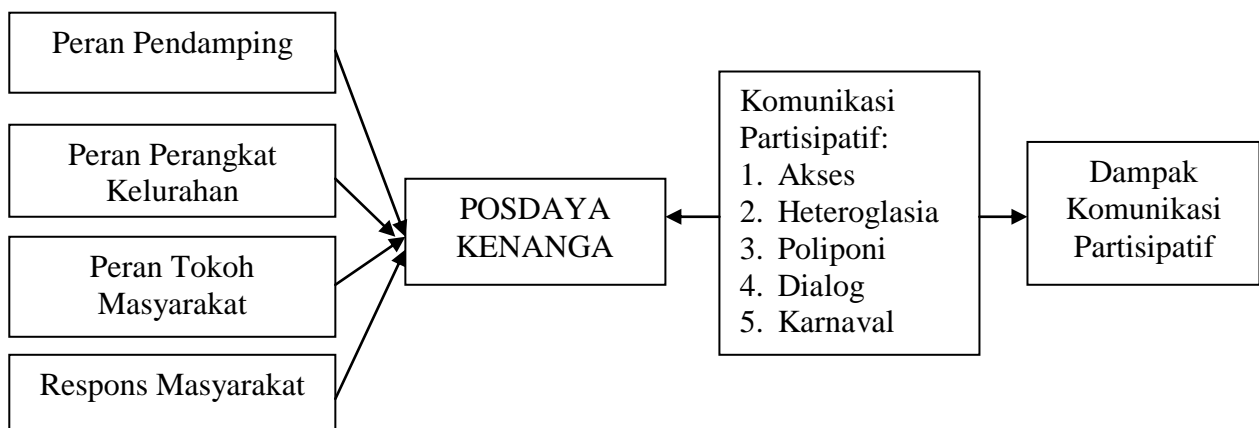 Peran Pendamping
Peran Perangkat
Kelurahan
Peran Tokoh
Masyarakat
Respons Masyarakat
POSDAYA
KENANGA
Komunikasi
Partisipatif:
1. Akses
2. Heteroglasia
3. Poliponi
4. Dialog
5. Karnaval
Dampak
Komunikasi
Partisipatif